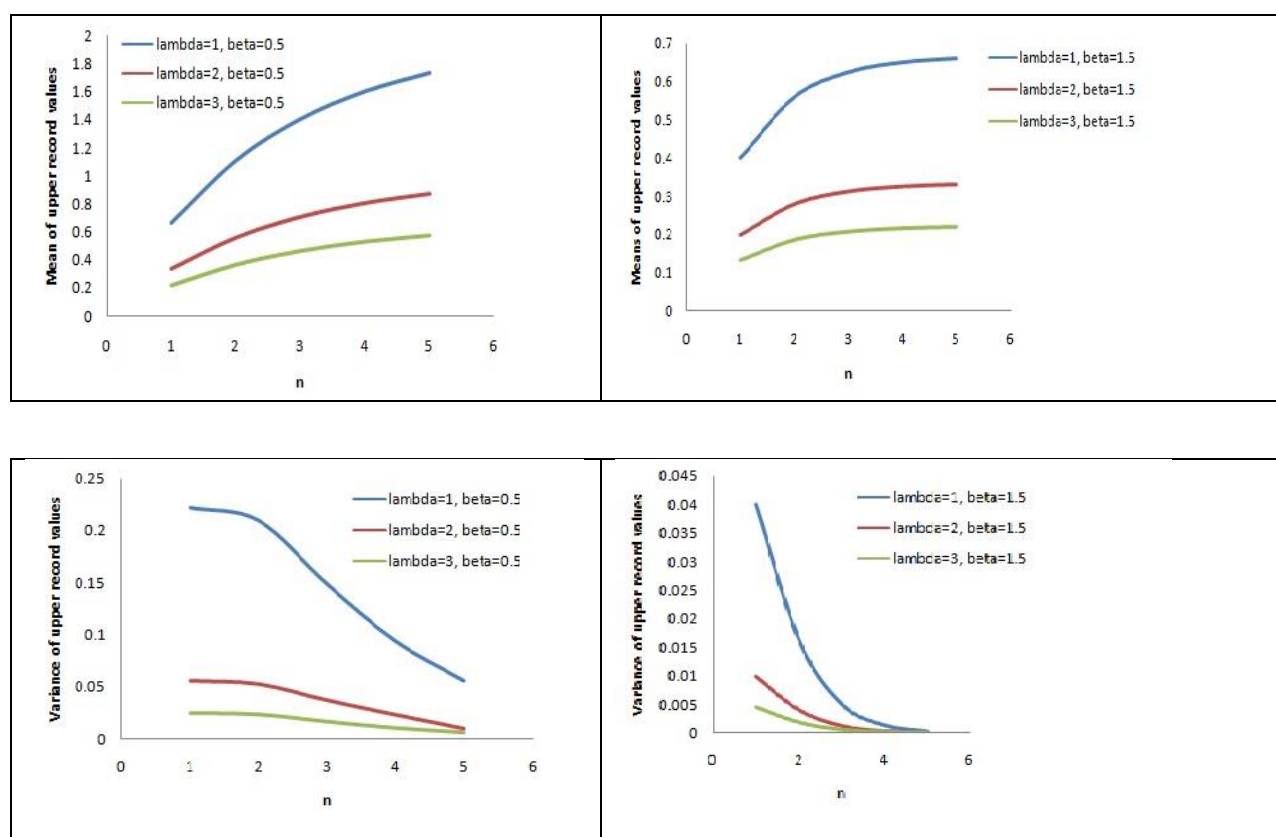 Mean of upper record values
2
1.8
1.6
1.4
1.2
1
0.8
0.6
0.4
0.2
0
0 1 2 3 4 5 6
n
lambda=1, beta=0.5
lambda=2, beta=0.5
lambda=3, beta=0.5
Means of upper record values
0.7
0.6
0.5
0.4
0.3
0.2
0.1
0
0 1 2 3 4 5 6
n
lambda=1, beta=1.5
lambda=2, beta=1.5
lambda=3, beta=1.5
Variance of upper record values
0.25
0.2
0.15
0.1
0.05
0
0 1 2 3 4 5 6
n
lambda=1, beta=0.5
lambda=2, beta=0.5
lambda=3, beta=0.5
Variance of upper record values
0.045
0.04
0.035
0.03
0.025
0.02
0.015
0.01
0.005
0
0 2 4 6
n
lambda=1, beta=1.5
lambda=2, beta=1.5
lambda=3, beta=1.5